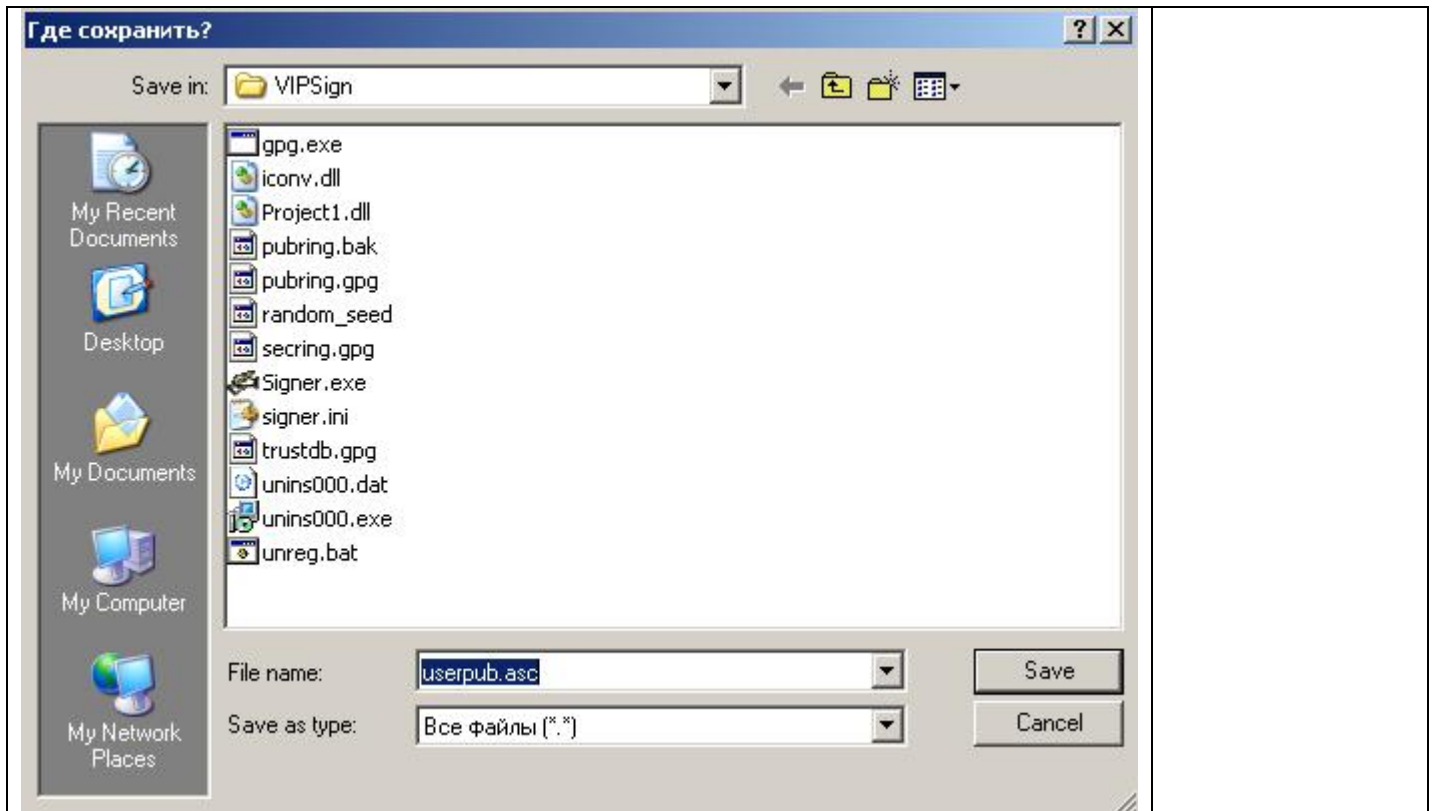 Где сохранить?
Save in: VIPSign
My Recent
Documents
Desktop
My Documents
My Computer
My Network
Places
gpg.exe
iconv.dll
Project1.dll
pubring.bak
pubring.gpg
random_seed
secring.gpg
Signer.exe
signer.ini
trustdb.gpg
unins000.dat
unins000.exe
unreg.bat
File name: userpub.asc Save
Save as type: Все файлы (*.*) Cancel